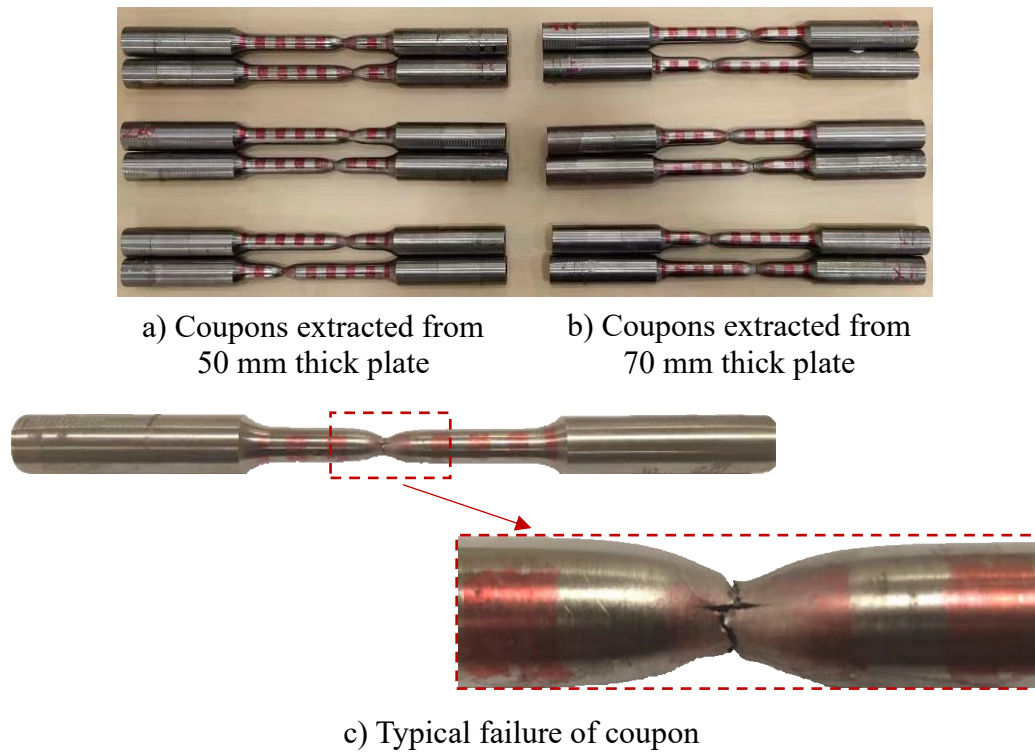 a) Coupons extracted from
50 mm thick plate
b) Coupons extracted from
70 mm thick plate
c) Typical failure of coupon